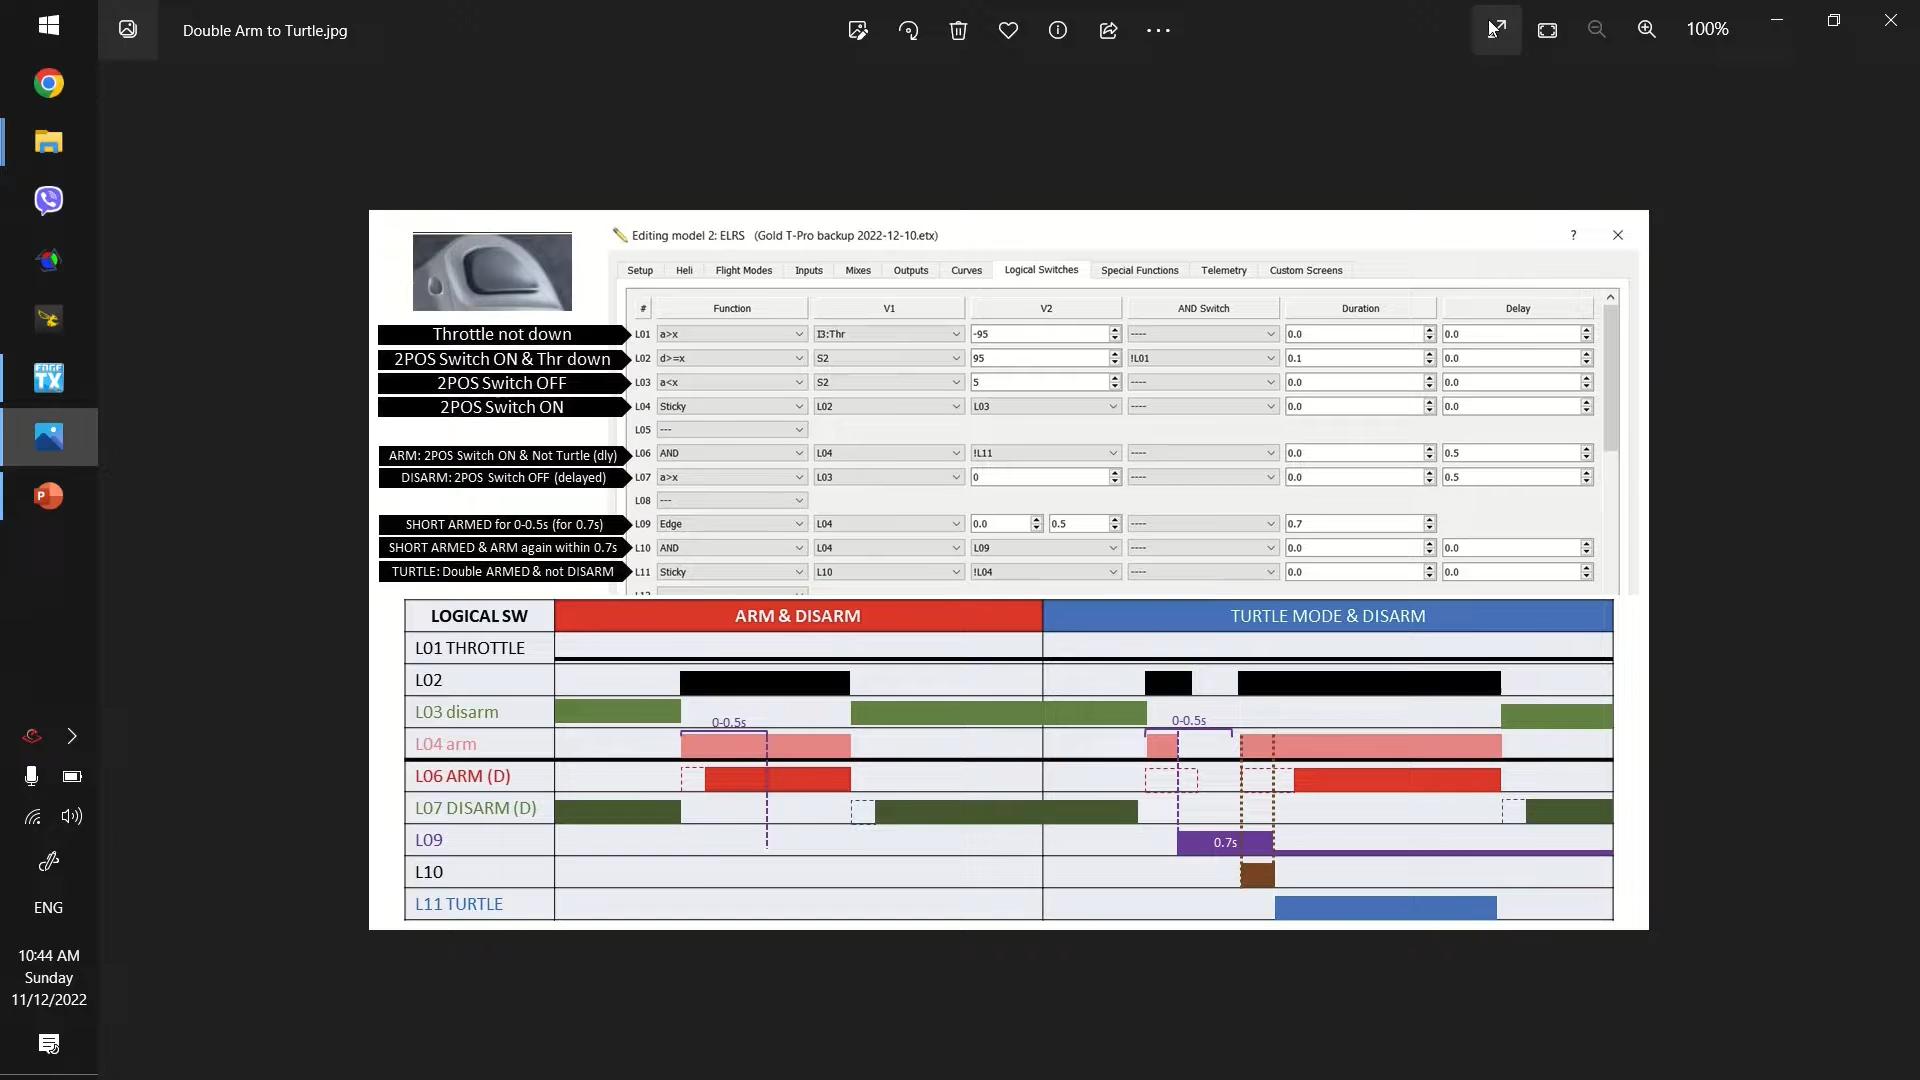 Double Arm to Turtle.jpg
100%
Editing model 2: ELRS (Gold T-Pro backup 2022-12-10.etx)
?
Setup Heli Flight Modes Inputs Mixes Outputs Curves Logical Switches Special Functions Telemetry Custom Screens
# Function V1 V2 AND Switch Duration Delay
Throttle not down L01 a>x I3:Thr -95 ---- 0.0 0.0
2POS Switch ON & Thr down L02 d>=x S2 95 !L01 0.1 0.0
2POS Switch OFF L03 a<x S2 5 ---- 0.0 0.0
2POS Switch ON L04 Sticky L02 L03 ---- 0.0 0.0
L05 ---
ARM: 2POS Switch ON & Not Turtle (dly) L06 AND L04 !L11 ---- 0.0 0.5
DISARM: 2POS Switch OFF (delayed) L07 a>x L03 0 ---- 0.0 0.5
L08 ---
SHORT ARMED for 0-0.5s (for 0.7s) L09 Edge L04 0.0 0.5 ---- 0.7
SHORT ARMED & ARM again within 0.7s L10 AND L04 L09 ---- 0.0 0.0
TURTLE: Double ARMED & not DISARM L11 Sticky L10 !L04 ---- 0.0 0.0
LOGICAL SW ARM & DISARM TURTLE MODE & DISARM
L01 THROTTLE
L02
L03 disarm
0-0.5s 0-0.5s
L04 arm
L06 ARM (D)
L07 DISARM (D)
L09 0.7s
L10
L11 TURTLE
EDGE
TX
P
ENG
10:44 AM
Sunday
11/12/2022